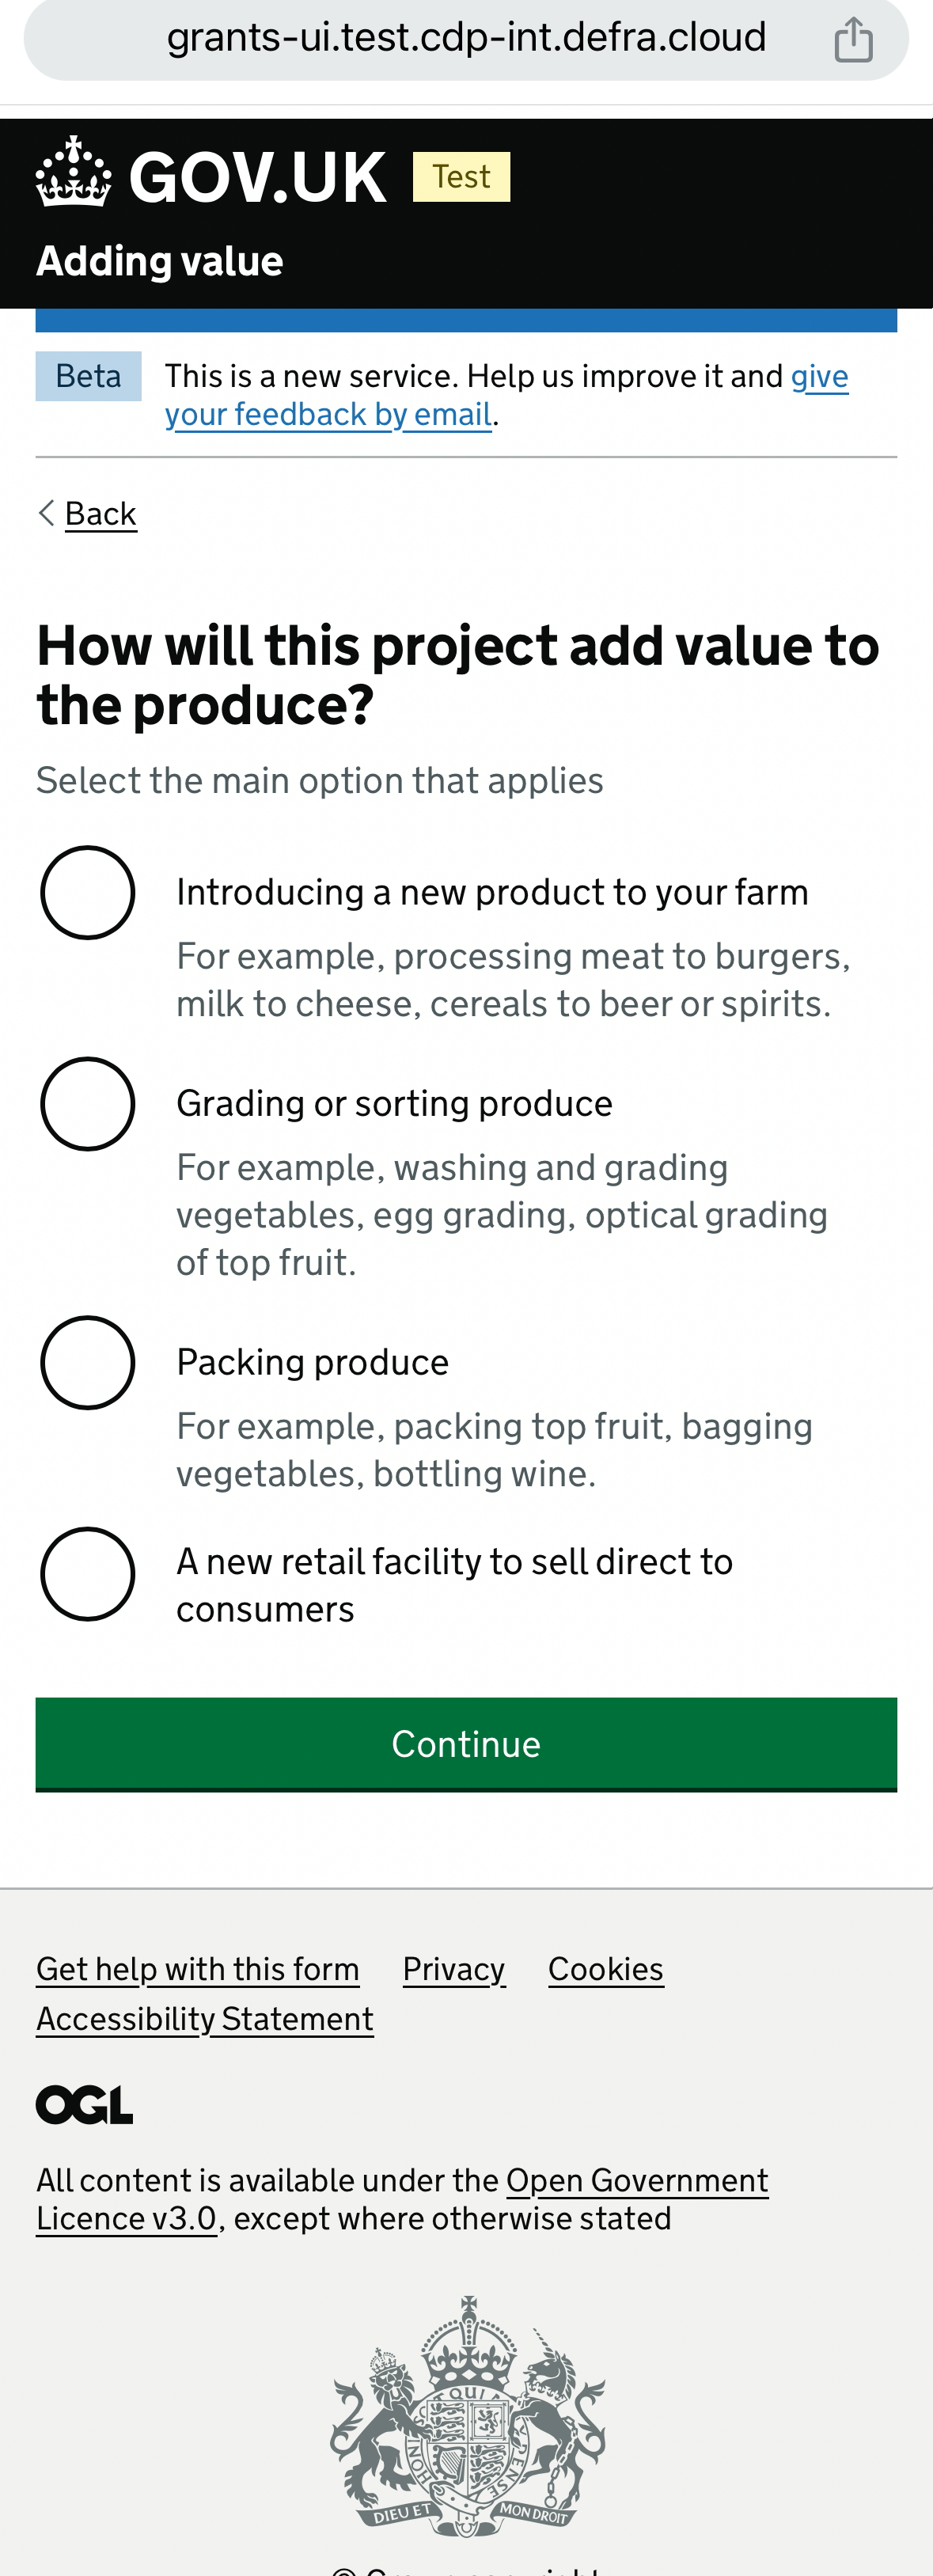 grants-ui.test.cdp-int.defra.cloud
GOV.UK Test
Adding value
Beta
This is a new service. Help us improve it and give
your feedback by email.
Back
How will this project add value to
the produce?
Select the main option that applies
Introducing a new product to your farm
For example, processing meat to burgers,
milk to cheese, cereals to beer or spirits.
Grading or sorting produce
For example, washing and grading
vegetables, egg grading, optical grading
of top fruit.
Packing produce
For example, packing top fruit, bagging
vegetables, bottling wine.
A new retail facility to sell direct to
consumers
Continue
Get help with this form Privacy Cookies
Accessibility Statement
OGL
All content is available under the Open Government
Licence v3.0, except where otherwise stated
DIEU ET MON DROIT